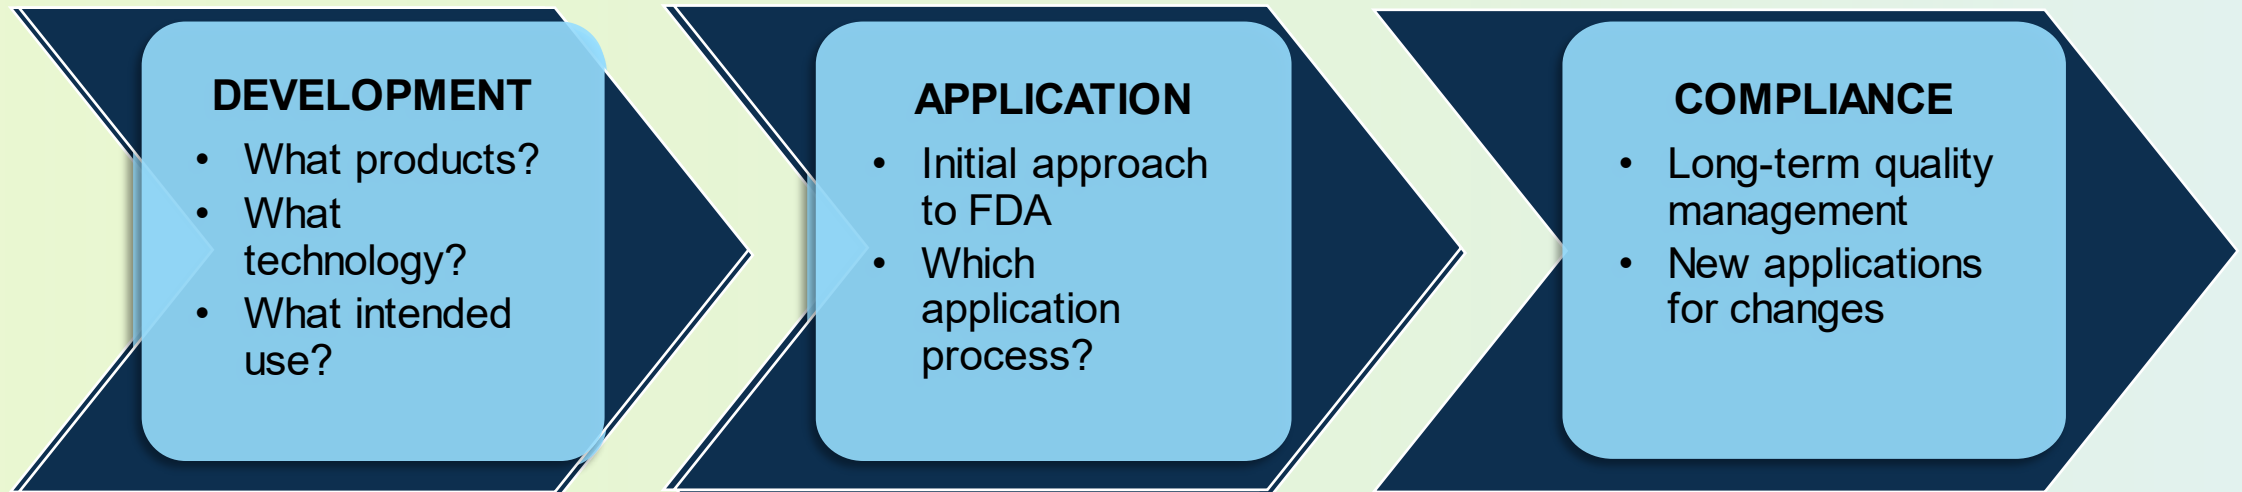 DEVELOPMENT
• What products?
• What
technology?
• What intended
use?
APPLICATION
• Initial approach
to FDA
• Which
application
process?
COMPLIANCE
• Long-term quality
management
• New applications
for changes